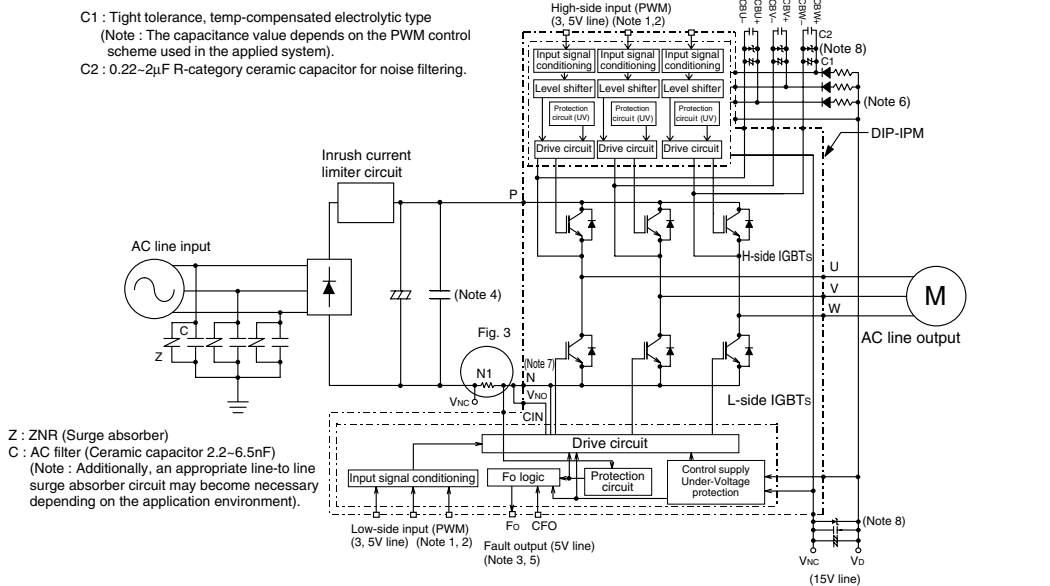 C1 : Tight tolerance, temp-compensated electrolytic type
(Note : The capacitance value depends on the PWM control
scheme used in the applied system).
C2 : 0.22~2μF R-category ceramic capacitor for noise filtering.
High-side input (PWM)
(3, 5V line) (Note 1,2)
CBU–
CBU+
CBV–
CBV+
CBW–
CBW+
C2
(Note 8)
C1
(Note 6)
Input signal conditioning
Input signal conditioning
Input signal conditioning
Level shifter
Level shifter
Level shifter
Protection circuit (UV)
Protection circuit (UV)
Protection circuit (UV)
Drive circuit
Drive circuit
Drive circuit
DIP-IPM
Inrush current
limiter circuit
P
AC line input
H-side IGBTS
U
V
W
M
AC line output
(Note 4)
C
Z
Fig. 3
N1
VNC
(Note 7)
N
VNO
CIN
L-side IGBTS
Z : ZNR (Surge absorber)
C : AC filter (Ceramic capacitor 2.2~6.5nF)
(Note : Additionally, an appropriate line-to line
surge absorber circuit may become necessary
depending on the application environment).
Drive circuit
Input signal conditioning
Fo logic
Protection
circuit
Control supply
Under-Voltage
protection
Low-side input (PWM)
(3, 5V line) (Note 1, 2)
FO
CFO
Fault output (5V line)
(Note 3, 5)
(Note 8)
VNC
VD
(15V line)